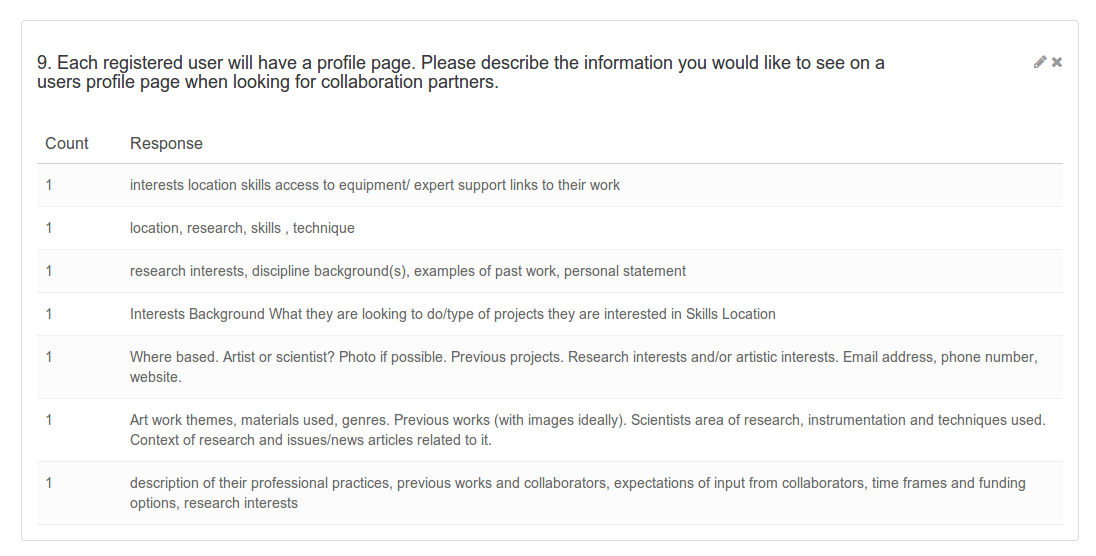 9. Each registered user will have a profile page. Please describe the information you would like to see on a
users profile page when looking for collaboration partners.
Count Response
1 interests location skills access to equipment/ expert support links to their work
1 location, research, skills , technique
1 research interests, discipline background(s), examples of past work, personal statement
1 Interests Background What they are looking to do/type of projects they are interested in Skills Location
1 Where based. Artist or scientist? Photo if possible. Previous projects. Research interests and/or artistic interests. Email address, phone number,
website.
1 Art work themes, materials used, genres. Previous works (with images ideally). Scientists area of research, instrumentation and techniques used.
Context of research and issues/news articles related to it.
1 description of their professional practices, previous works and collaborators, expectations of input from collaborators, time frames and funding
options, research interests